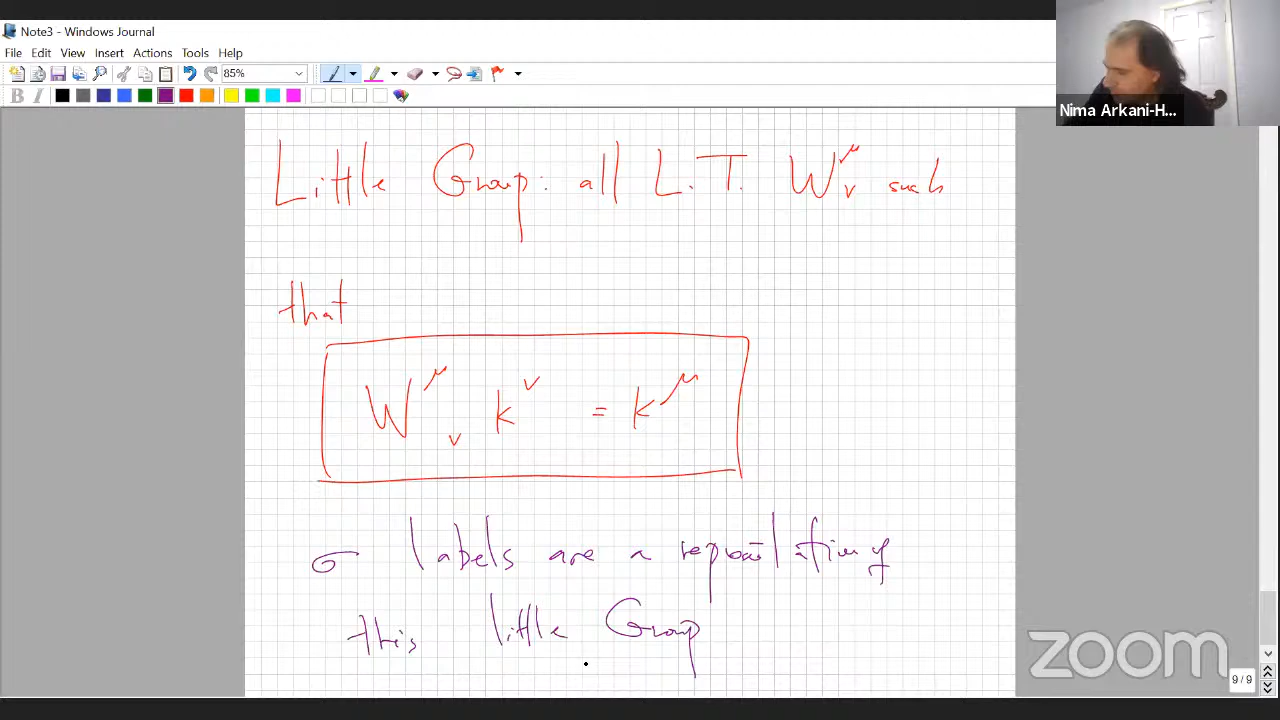 Note3 - Windows Journal
File Edit View Insert Actions Tools Help
85%
B I
Nima Arkani-H...
Little Group: all L.T. W^μ_ν such
that
W^μ_ν k^ν = k^μ
σ labels are a representation of
this little Group
zoom
9 / 9